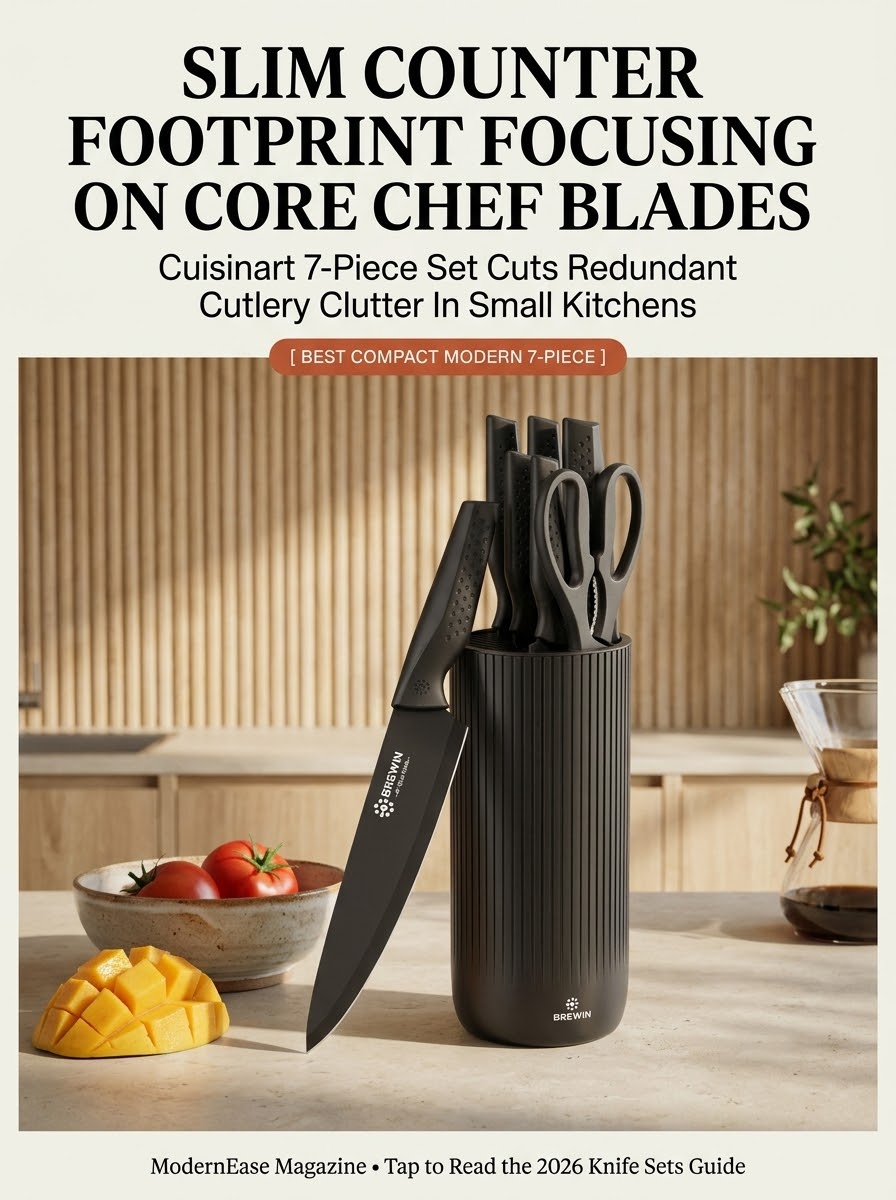 SLIM COUNTER
FOOTPRINT FOCUSING
ON CORE CHEF BLADES
Cuisinart 7-Piece Set Cuts Redundant
Cutlery Clutter In Small Kitchens
[ BEST COMPACT MODERN 7-PIECE ]
BREWIN
BREWIN
ModernEase Magazine • Tap to Read the 2026 Knife Sets Guide